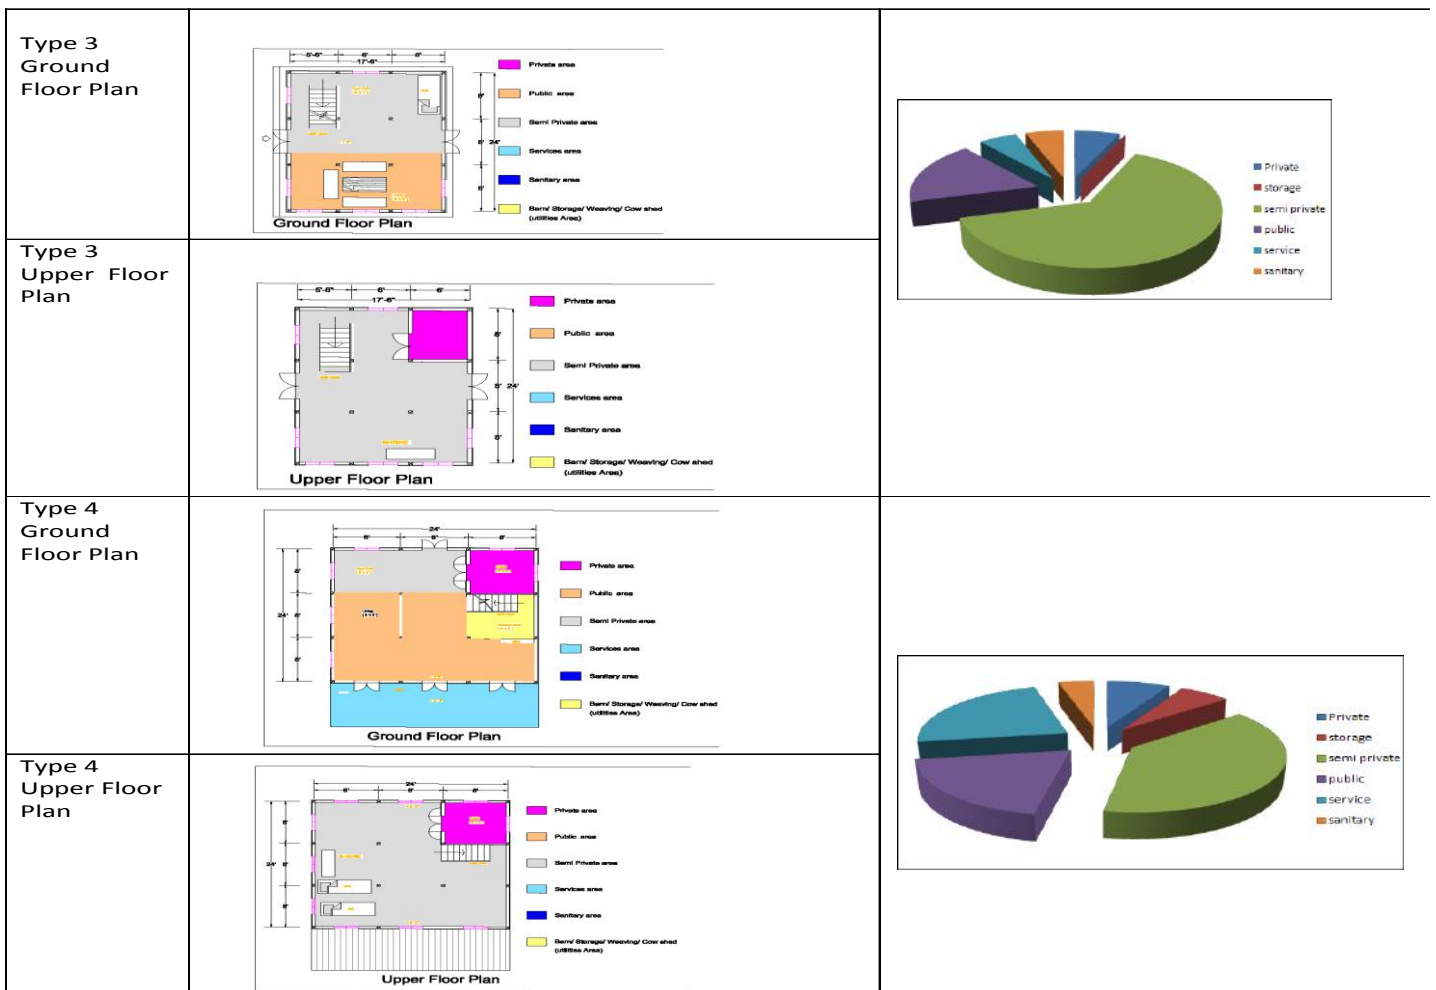 Type 3
Ground
Floor Plan
5'-6" 6' 6'
17'-6"
8'
8' 24'
8'
Private area
Public area
Semi Private area
Services area
Sanitary area
Barn/ Storage/ Weaving/ Cow shed
(utilities Area)
Ground Floor Plan
Private
storage
semi private
public
service
sanitary
Type 3
Upper Floor
Plan
5'-6" 6' 6'
17'-6"
8'
8' 24'
8'
Private area
Public area
Semi Private area
Services area
Sanitary area
Barn/ Storage/ Weaving/ Cow shed
(utilities Area)
Upper Floor Plan
Type 4
Ground
Floor Plan
24'
8' 8' 8'
8'
24' 8'
8'
Private area
Public area
Semi Private area
Services area
Sanitary area
Barn/ Storage/ Weaving/ Cow shed
(utilities Area)
Ground Floor Plan
Private
storage
semi private
public
service
sanitary
Type 4
Upper Floor
Plan
24'
8' 8' 8'
8'
24' 8'
8'
Private area
Public area
Semi Private area
Services area
Sanitary area
Barn/ Storage/ Weaving/ Cow shed
(utilities Area)
Upper Floor Plan